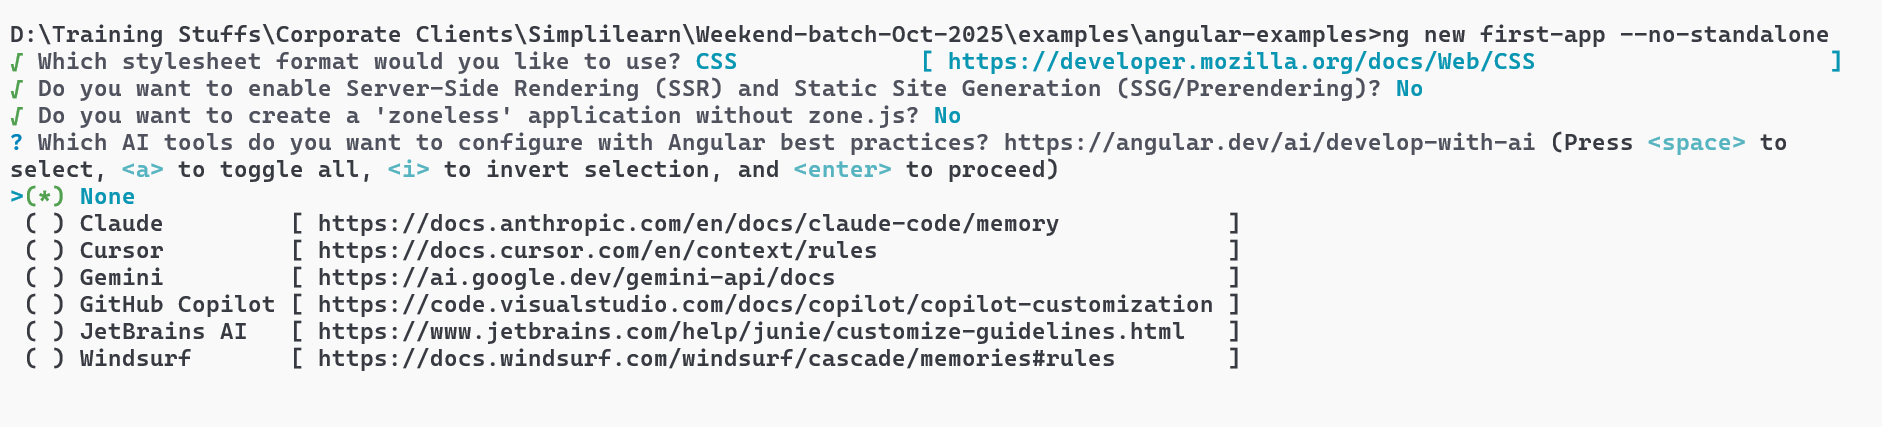 D:\Training Stuffs\Corporate Clients\Simplilearn\Weekend-batch-Oct-2025\examples\angular-examples>ng new first-app --no-standalone
√ Which stylesheet format would you like to use? CSS             [ https://developer.mozilla.org/docs/Web/CSS                     ]
√ Do you want to enable Server-Side Rendering (SSR) and Static Site Generation (SSG/Prerendering)? No
√ Do you want to create a 'zoneless' application without zone.js? No
? Which AI tools do you want to configure with Angular best practices? https://angular.dev/ai/develop-with-ai (Press <space> to
select, <a> to toggle all, <i> to invert selection, and <enter> to proceed)
>(*) None
 ( ) Claude         [ https://docs.anthropic.com/en/docs/claude-code/memory            ]
 ( ) Cursor         [ https://docs.cursor.com/en/context/rules                         ]
 ( ) Gemini         [ https://ai.google.dev/gemini-api/docs                            ]
 ( ) GitHub Copilot [ https://code.visualstudio.com/docs/copilot/copilot-customization ]
 ( ) JetBrains AI   [ https://www.jetbrains.com/help/junie/customize-guidelines.html   ]
 ( ) Windsurf       [ https://docs.windsurf.com/windsurf/cascade/memories#rules        ]